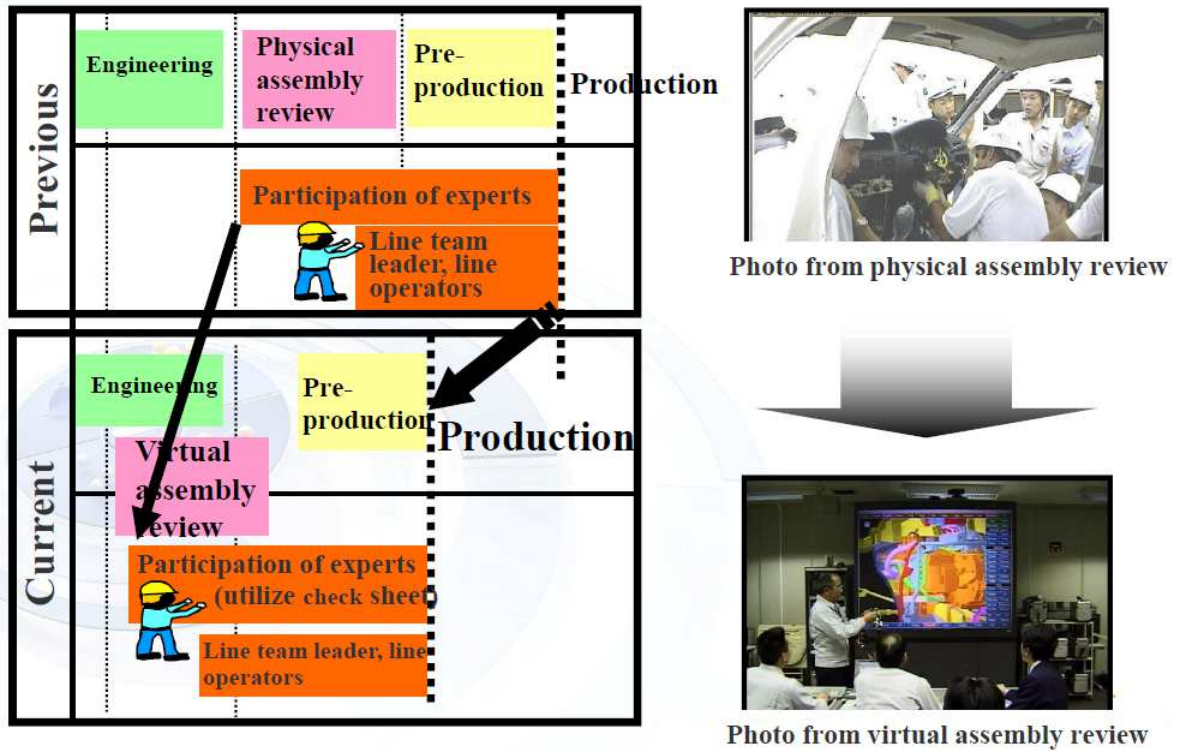 Previous
Engineering
Physical
assembly
review
Pre-
production
Production
Participation of experts
Line team
leader, line
operators
Photo from physical assembly review
Current
Engineering
Pre-
production
Production
Virtual
assembly
review
Participation of experts
(utilize check sheet)
Line team leader, line
operators
Photo from virtual assembly review